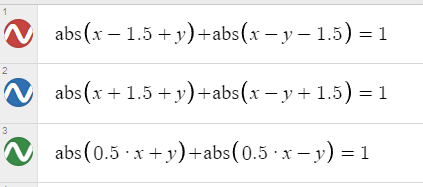 1
abs(x − 1.5 + y)+abs(x − y − 1.5) = 1
2
abs(x + 1.5 + y)+abs(x − y + 1.5) = 1
3
abs(0.5 · x + y)+abs(0.5 · x − y) = 1